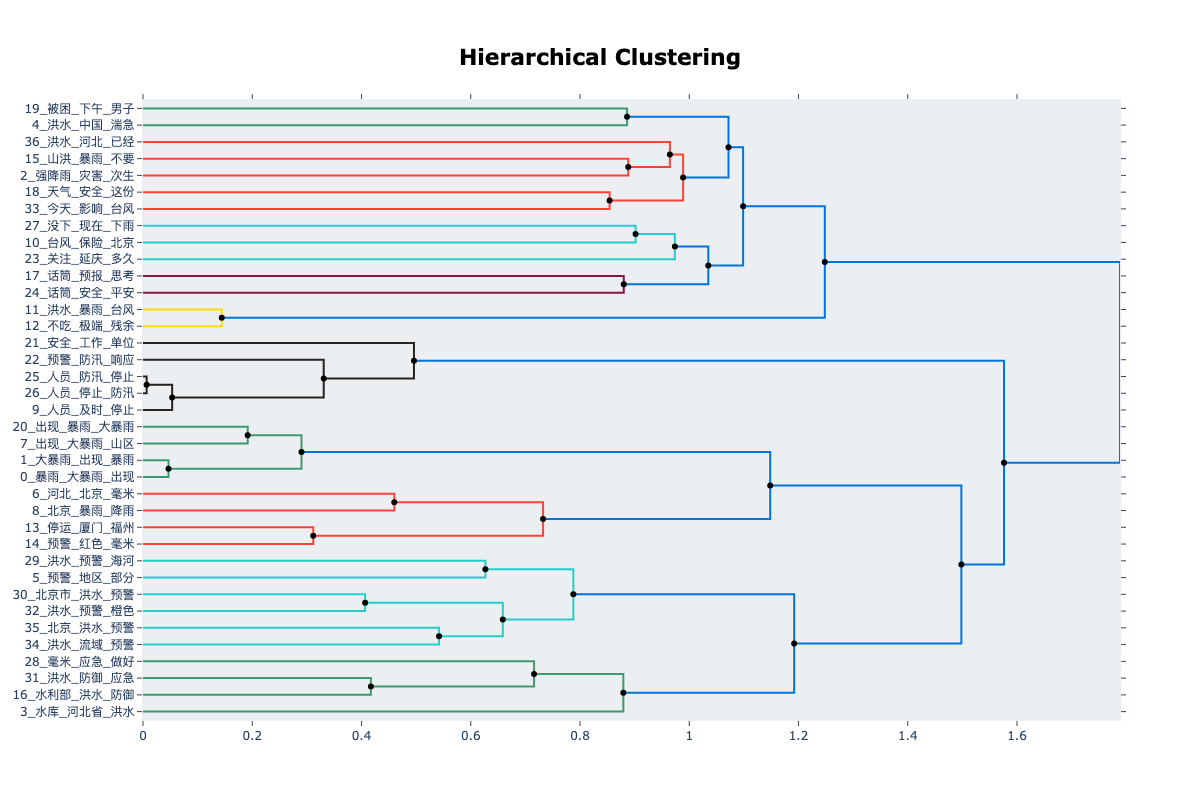 Hierarchical Clustering
19_被困_下午_男子
4_洪水_中国_湍急
36_洪水_河北_已经
15_山洪_暴雨_不要
2_强降雨_灾害_次生
18_天气_安全_这份
33_今天_影响_台风
27_没下_现在_下雨
10_台风_保险_北京
23_关注_延庆_多久
17_话筒_预报_思考
24_话筒_安全_平安
11_洪水_暴雨_台风
12_不吃_极端_残余
21_安全_工作_单位
22_预警_防汛_响应
25_人员_防汛_停止
26_人员_停止_防汛
9_人员_及时_停止
20_出现_暴雨_大暴雨
7_出现_大暴雨_山区
1_大暴雨_出现_暴雨
0_暴雨_大暴雨_出现
6_河北_北京_毫米
8_北京_暴雨_降雨
13_停运_厦门_福州
14_预警_红色_毫米
29_洪水_预警_海河
5_预警_地区_部分
30_北京市_洪水_预警
32_洪水_预警_橙色
35_北京_洪水_预警
34_洪水_流域_预警
28_毫米_应急_做好
31_洪水_防御_应急
16_水利部_洪水_防御
3_水库_河北省_洪水
0 0.2 0.4 0.6 0.8 1 1.2 1.4 1.6